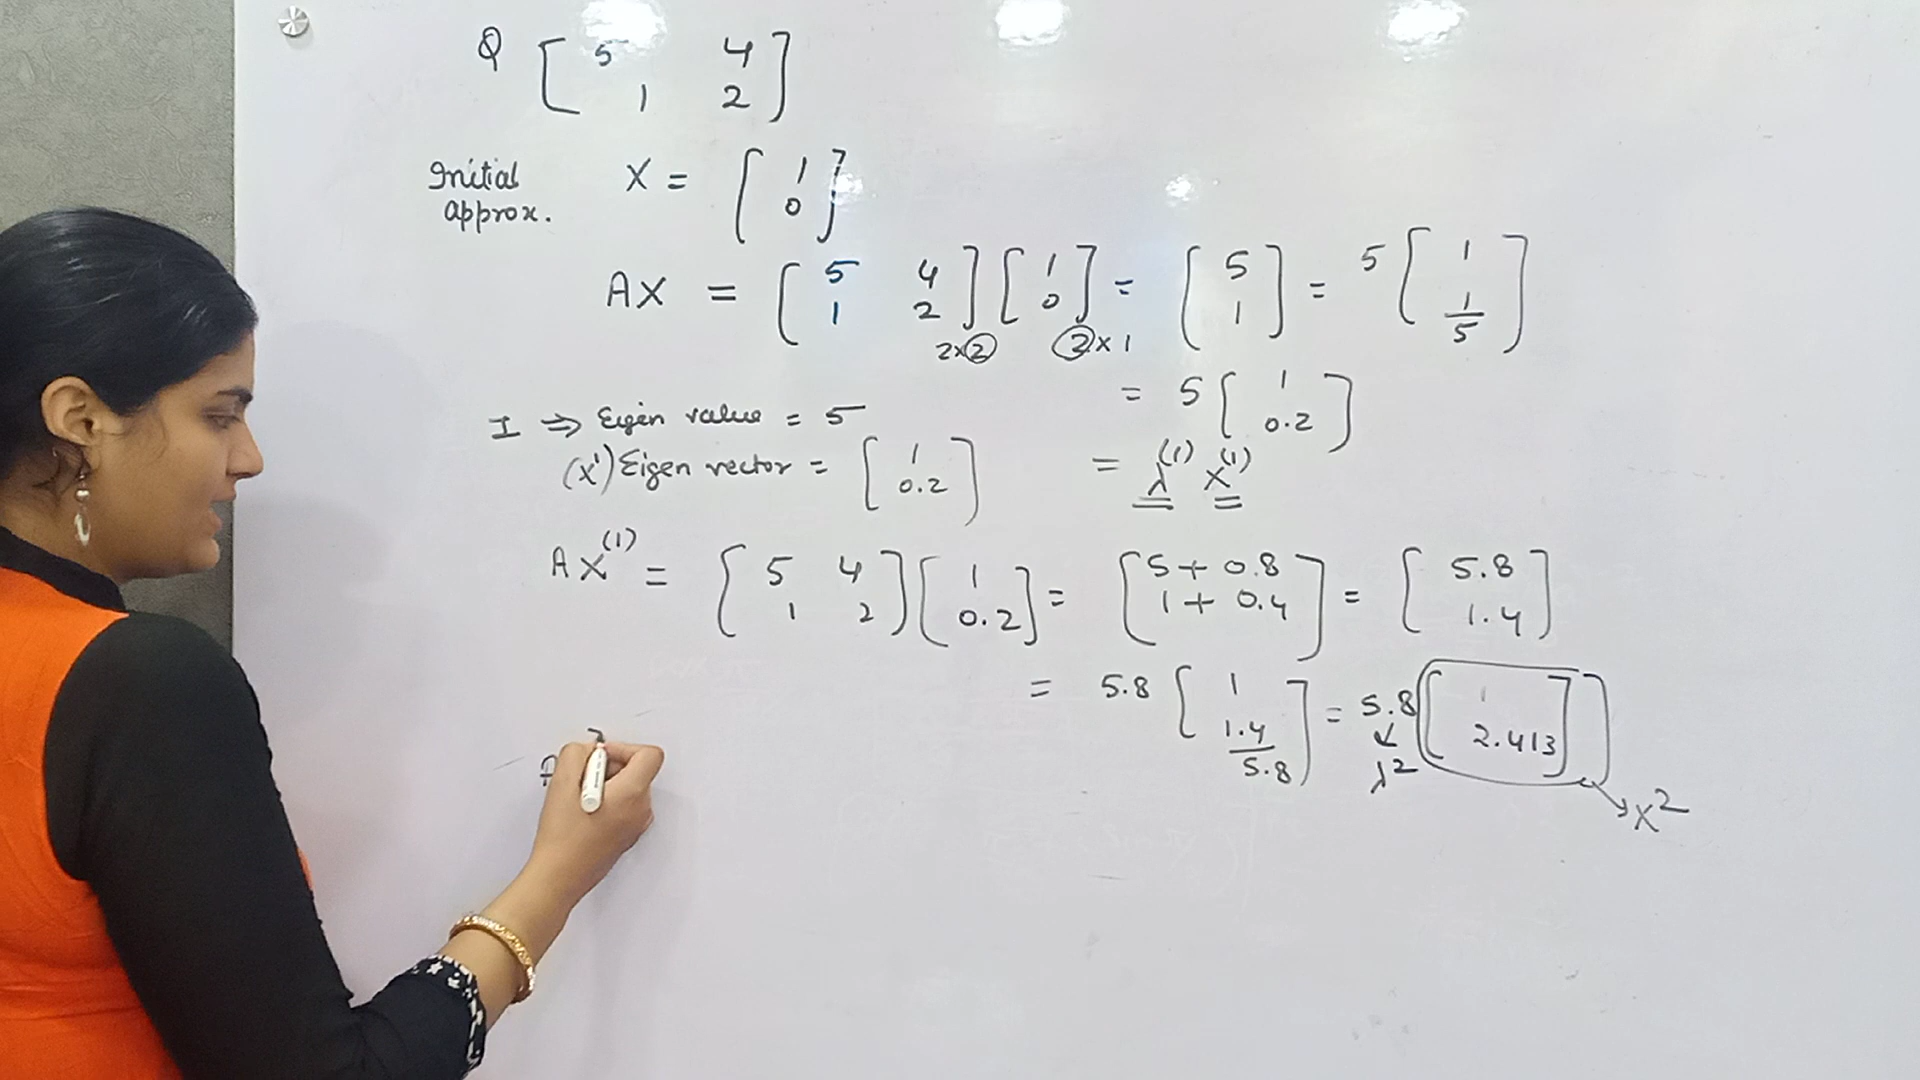 Q [ 5 4
1 2 ]
Initial approx. X = [ 1
0 ]
AX = [ 5 4
1 2 ] [ 1
0 ] = [ 5
1 ] = 5 [ 1
1/5 ]
2×2 2×1
= 5 [ 1
0.2 ]
I ⇒ Eigen value = 5
(X') Eigen vector = [ 1
0.2 ]
= λ^(1) X^(1)
AX^(1) = [ 5 4
1 2 ] [ 1
0.2 ] = [ 5 + 0.8
1 + 0.4 ] = [ 5.8
1.4 ]
= 5.8 [ 1
1.4/5.8 ] = 5.8 [ 1
2.413 ]
↙
λ² → X²
A